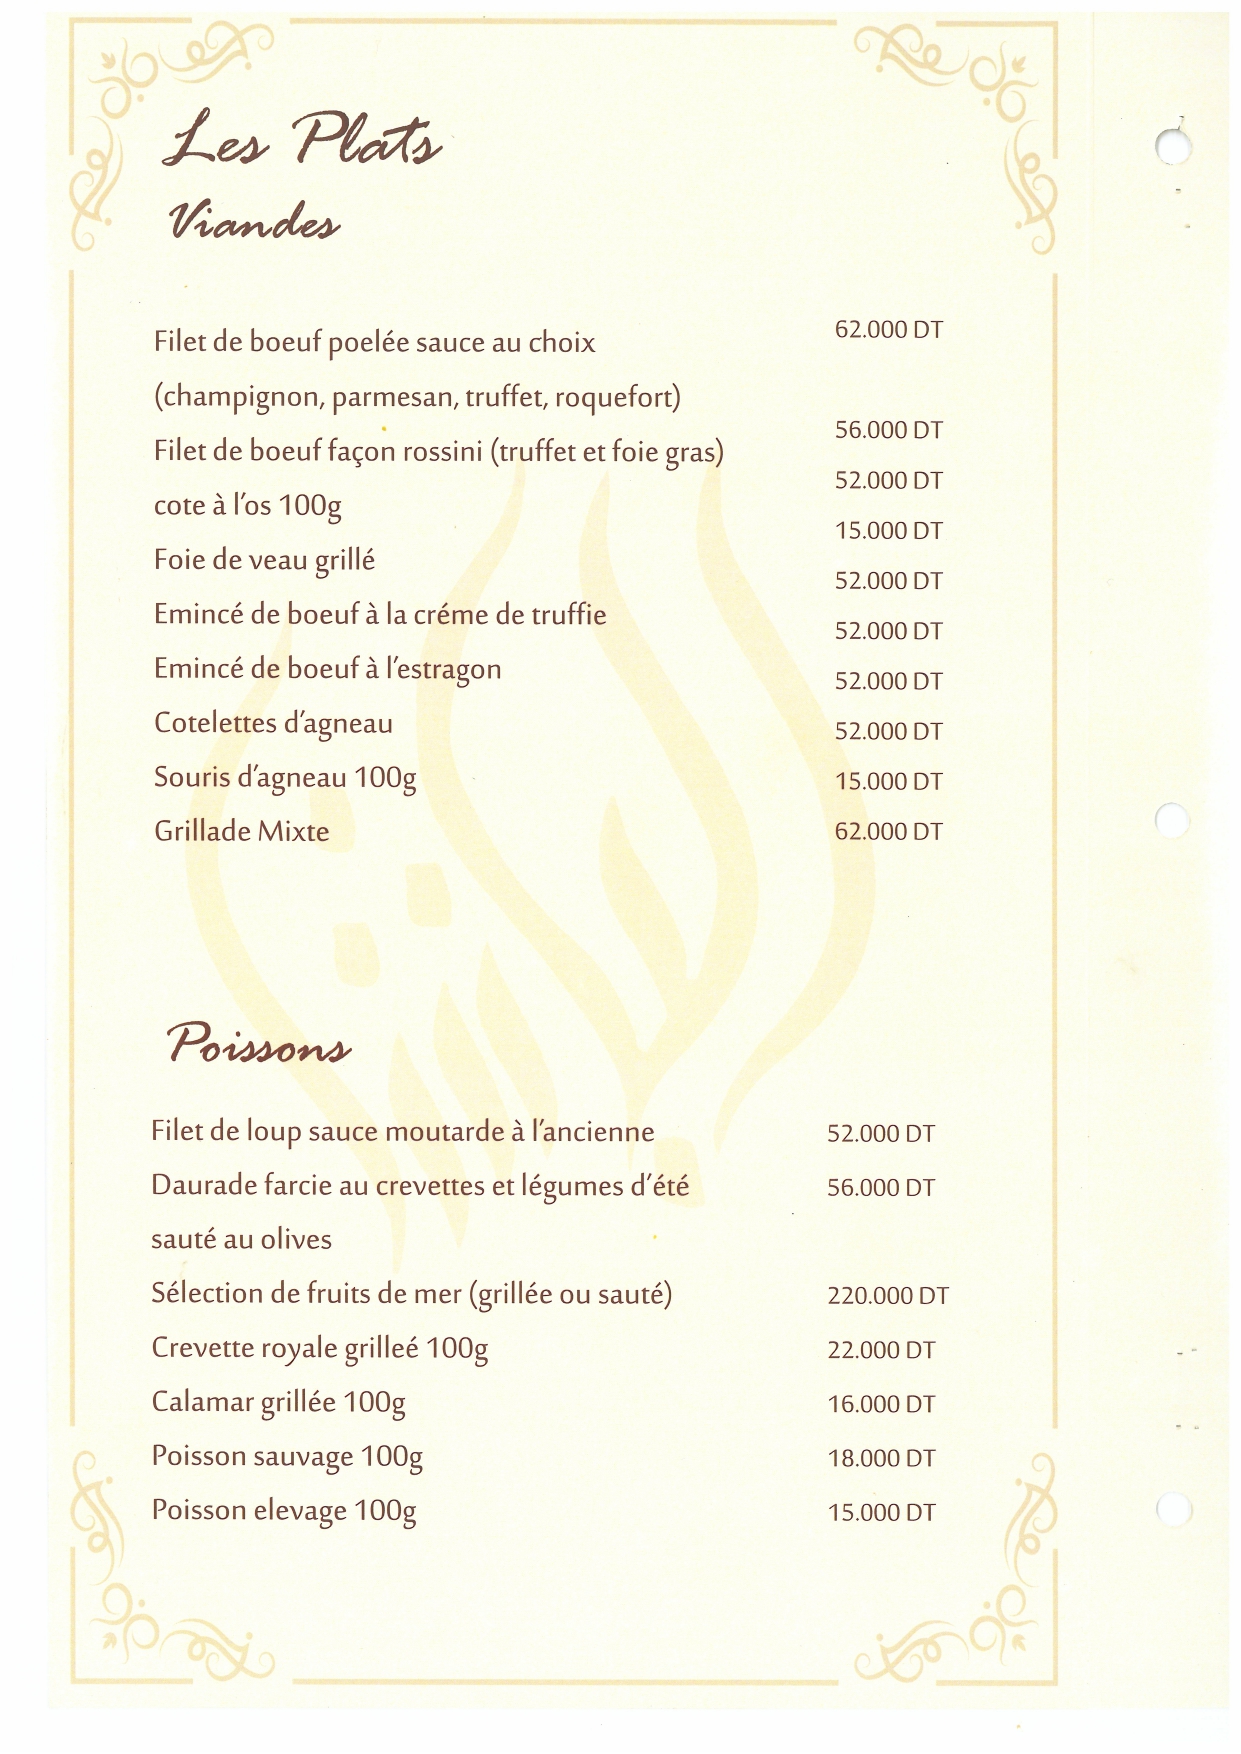 Les Plats
Viandes
Filet de boeuf poelée sauce au choix 62.000 DT
(champignon, parmesan, truffet, roquefort)
56.000 DT
Filet de boeuf façon rossini (truffet et foie gras)
52.000 DT
cote à l'os 100g
15.000 DT
Foie de veau grillé
52.000 DT
Emincé de boeuf à la créme de truffie
52.000 DT
Emincé de boeuf à l'estragon
52.000 DT
Cotelettes d'agneau
52.000 DT
Souris d'agneau 100g 15.000 DT
Grillade Mixte 62.000 DT
Poissons
Filet de loup sauce moutarde à l'ancienne 52.000 DT
Daurade farcie au crevettes et légumes d'été 56.000 DT
sauté au olives
Sélection de fruits de mer (grillée ou sauté) 220.000 DT
Crevette royale grilleé 100g 22.000 DT
Calamar grillée 100g 16.000 DT
Poisson sauvage 100g 18.000 DT
Poisson elevage 100g 15.000 DT